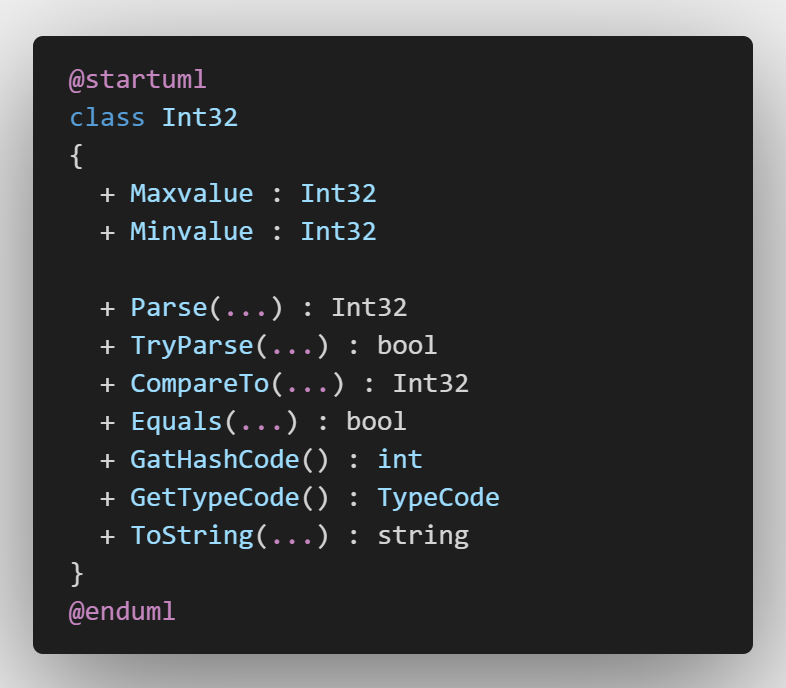 @startuml
class Int32
{
  + Maxvalue : Int32
  + Minvalue : Int32

  + Parse(...) : Int32
  + TryParse(...) : bool
  + CompareTo(...) : Int32
  + Equals(...) : bool
  + GatHashCode() : int
  + GetTypeCode() : TypeCode
  + ToString(...) : string
}
@enduml